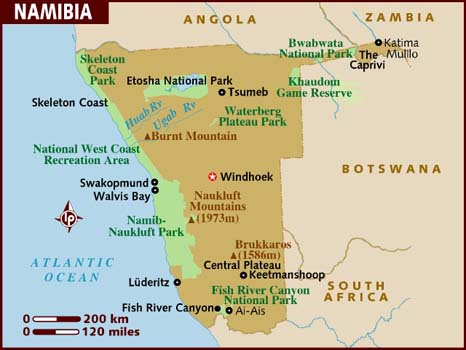 NAMIBIA
ANGOLA
ZAMBIA
Bwabwata
National Park
Katima
Mulilo
The
Caprivi
Skeleton
Coast
Park
Etosha National Park
Tsumeb
Khaudom
Game Reserve
Skeleton Coast
Huab Rv
Ugab Rv
Waterberg
Plateau Park
Burnt Mountain
National West Coast
Recreation Area
BOTSWANA
Windhoek
Swakopmund
Walvis Bay
Naukluft
Mountains
(1973m)
LP
Namib-
Naukluft Park
Brukkaros
(1586m)
ATLANTIC
OCEAN
Central Plateau
Keetmanshoop
Lüderitz
SOUTH
AFRICA
Fish River Canyon
National Park
Fish River Canyon
Ai-Ais
0 200 km
0 120 miles